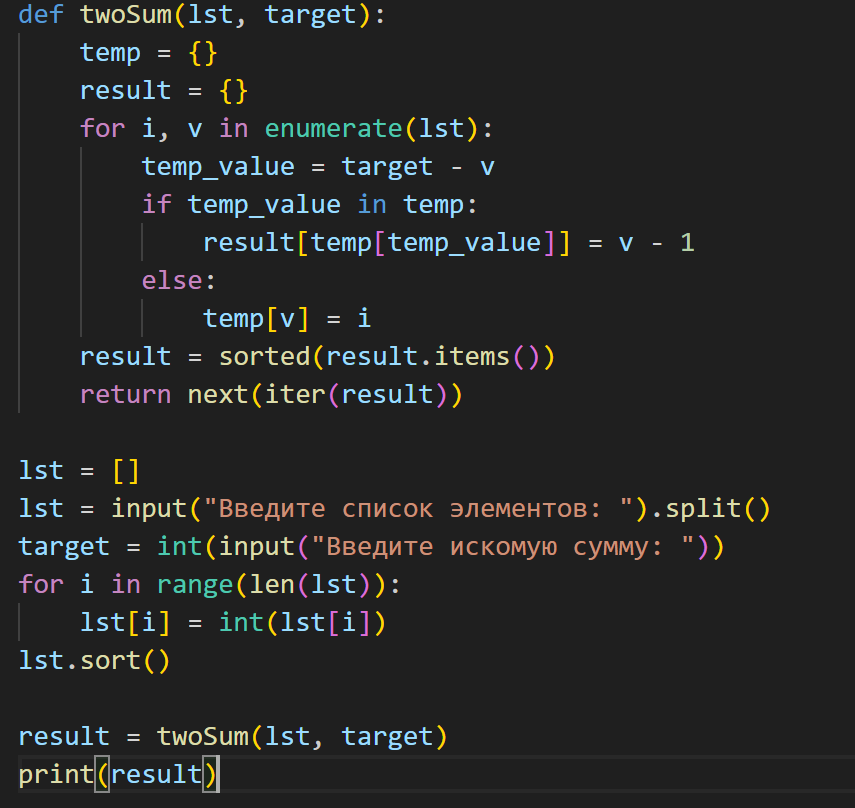 def twoSum(lst, target):
    temp = {}
    result = {}
    for i, v in enumerate(lst):
        temp_value = target - v
        if temp_value in temp:
            result[temp[temp_value]] = v - 1
        else:
            temp[v] = i
    result = sorted(result.items())
    return next(iter(result))

lst = []
lst = input("Введите список элементов: ").split()
target = int(input("Введите искомую сумму: "))
for i in range(len(lst)):
    lst[i] = int(lst[i])
lst.sort()

result = twoSum(lst, target)
print(result)